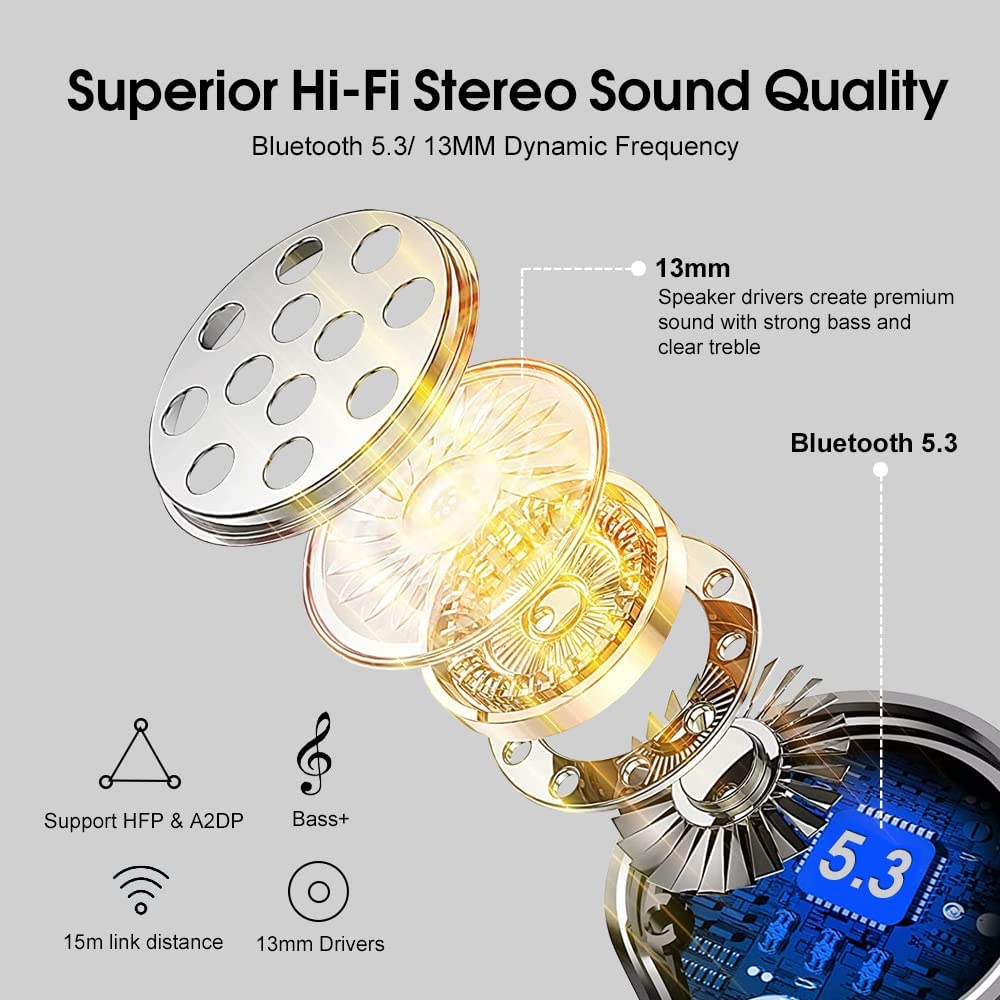 Superior Hi-Fi Stereo Sound Quality
Bluetooth 5.3/ 13MM Dynamic Frequency
13mm
Speaker drivers create premium
sound with strong bass and
clear treble
Bluetooth 5.3
5.3
Support HFP & A2DP
Bass+
15m link distance
13mm Drivers